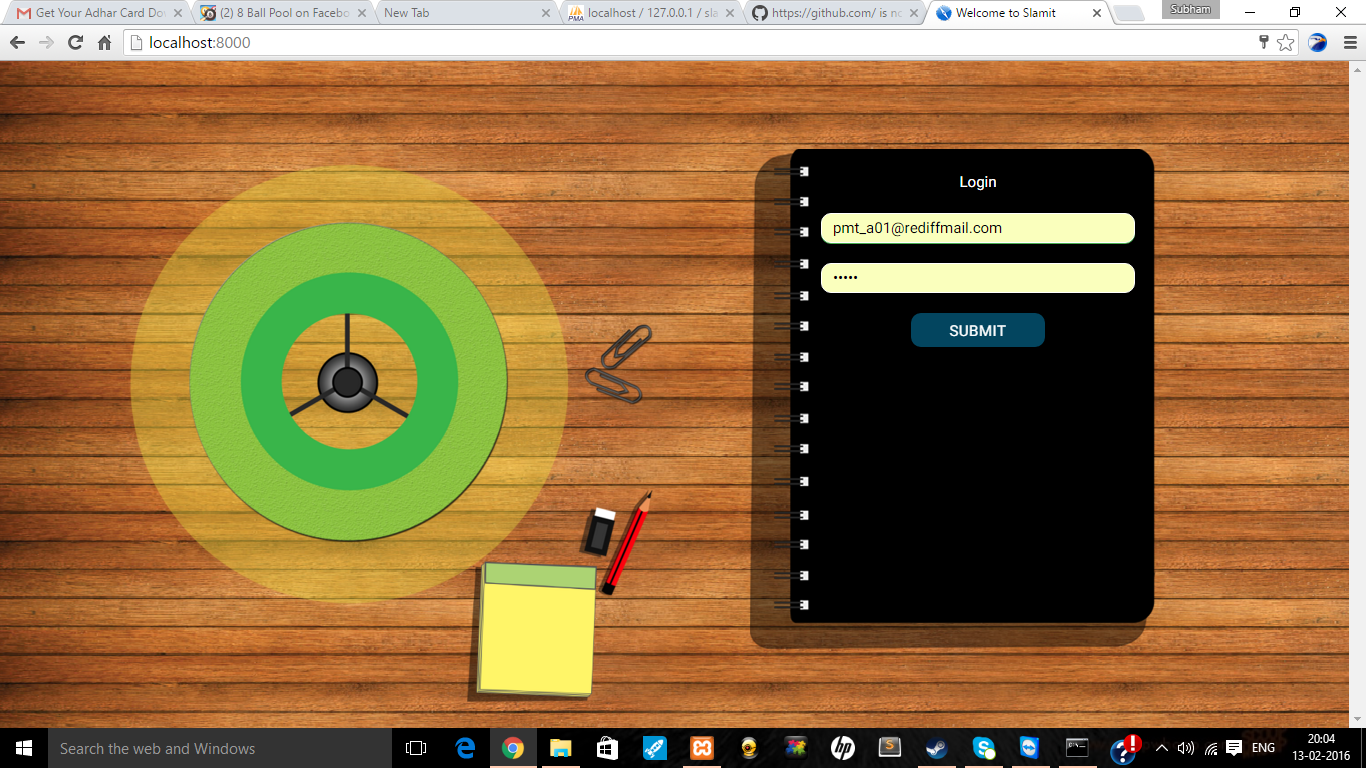 Get Your Adhar Card Do
(2) 8 Ball Pool on Facebo
New Tab
localhost / 127.0.0.1 / sla
https://github.com/ is no
Welcome to Slamit
Subham
localhost:8000
Login
pmt_a01@rediffmail.com
•••••
SUBMIT
Search the web and Windows
ENG
20:04
13-02-2016